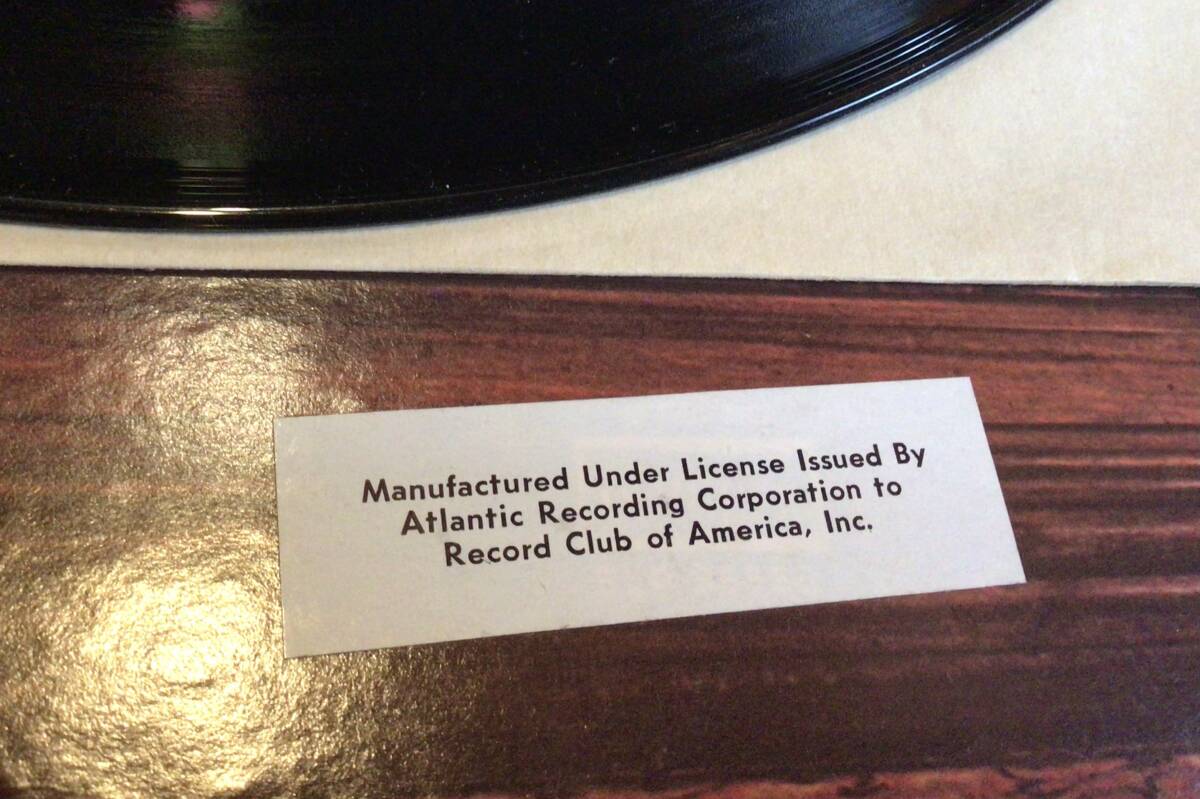 Manufactured Under License Issued By
Atlantic Recording Corporation to
Record Club of America, Inc.